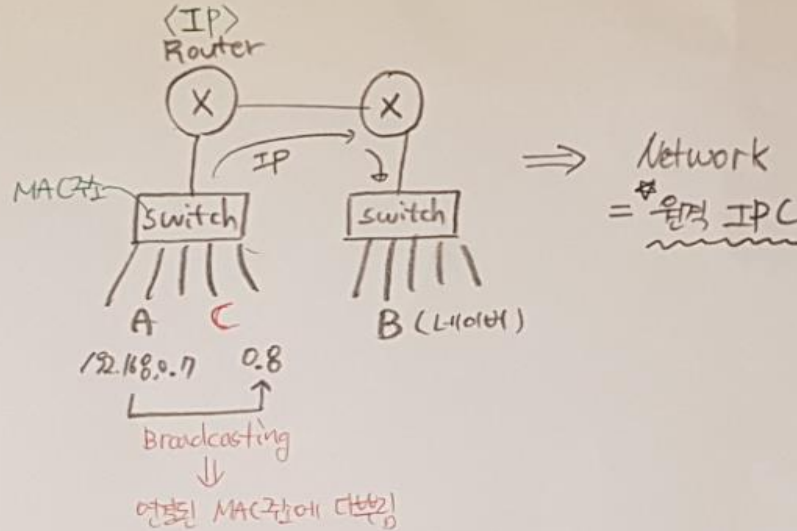 <IP>
Router
X
X
IP
MAC주소
switch
switch
⇒ Network
= 원격 IPC
A
C
B (네이버)
192.168.0.7
0.8
Broadcasting
⇓
연결된 MAC주소에 다뿌림